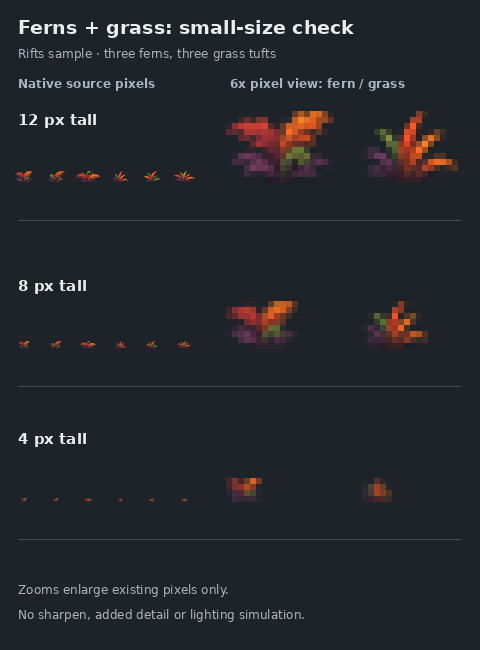 Ferns + grass: small-size check
Rifts sample · three ferns, three grass tufts
Native source pixels
6x pixel view: fern / grass
12 px tall
8 px tall
4 px tall
Zooms enlarge existing pixels only.
No sharpen, added detail or lighting simulation.